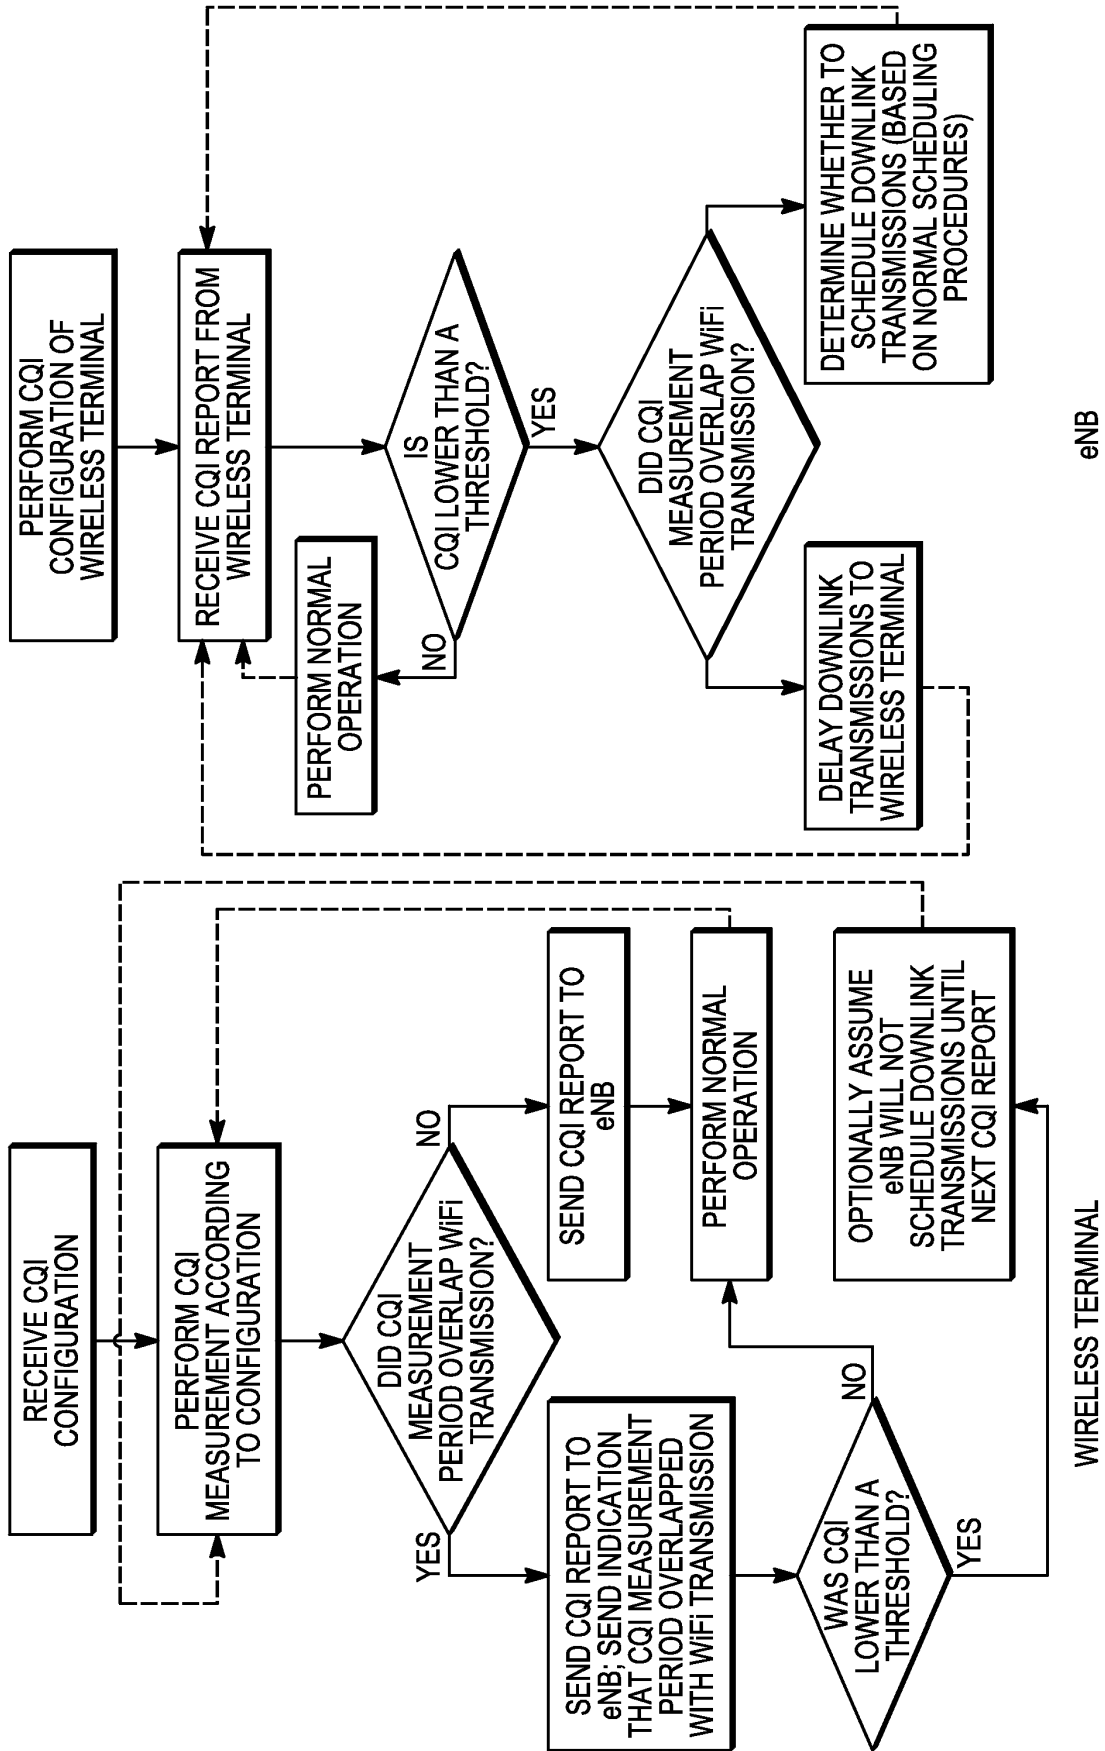 RECEIVE CQI
CONFIGURATION
PERFORM CQI
MEASUREMENT ACCORDING
TO CONFIGURATION
DID CQI
MEASUREMENT
PERIOD OVERLAP WiFi
TRANSMISSION?
YES
NO
SEND CQI REPORT TO
eNB; SEND INDICATION
THAT CQI MEASUREMENT
PERIOD OVERLAPPED
WITH WiFi TRANSMISSION
SEND CQI REPORT TO
eNB
PERFORM NORMAL
OPERATION
WAS CQI
LOWER THAN A
THRESHOLD?
NO
YES
OPTIONALLY ASSUME
eNB WILL NOT
SCHEDULE DOWNLINK
TRANSMISSIONS UNTIL
NEXT CQI REPORT
WIRELESS TERMINAL
PERFORM CQI
CONFIGURATION OF
WIRELESS TERMINAL
RECEIVE CQI REPORT FROM
WIRELESS TERMINAL
PERFORM NORMAL
OPERATION
IS
CQI LOWER THAN A
THRESHOLD?
NO
YES
DID CQI
MEASUREMENT
PERIOD OVERLAP WiFi
TRANSMISSION?
DELAY DOWNLINK
TRANSMISSIONS TO
WIRELESS TERMINAL
DETERMINE WHETHER TO
SCHEDULE DOWNLINK
TRANSMISSIONS (BASED
ON NORMAL SCHEDULING
PROCEDURES)
eNB